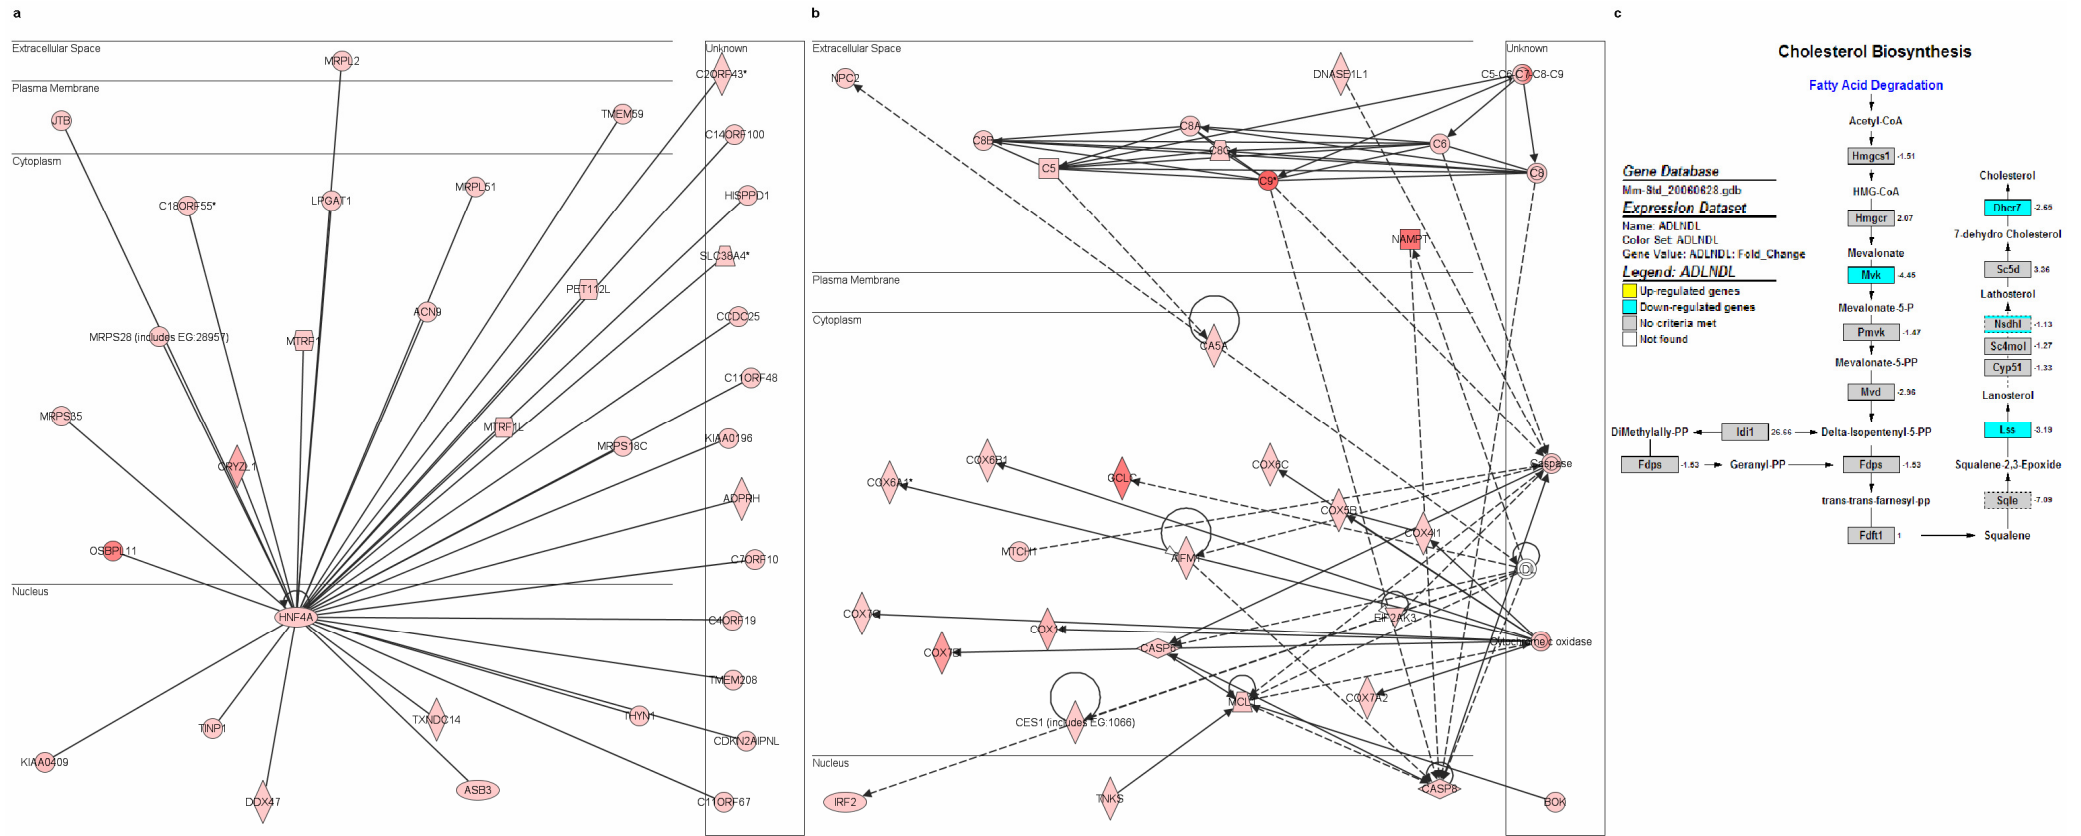 a
Extracellular Space
MRPL2
Unknown
C2ORF43*
Plasma Membrane
JTB
TMEM59
C14ORF100
Cytoplasm
C18ORF55*
LPGAT1
MRPL51
HISPPD1
SLC38A4*
PET112L
ACN9
CCDC25
MRPS28 (includes EG:28957)
MTRF1
C11ORF48
MRPS35
MTRF1L
MRPS18C
KIAA0196
CRYZL1
ADPRH
OSBPL11
C7ORF10
Nucleus
HNF4A
C4ORF19
TMEM208
TINP1
TXNDC14
THYN1
CDKN2AIPNL
KIAA0409
DDX47
ASB3
C11ORF67
b
Extracellular Space
Unknown
NPC2
DNASE1L1
C5-C6-C7-C8-C9
C8B
C8A
C8G
C6
C5
C9*
C8
NAMPT
Plasma Membrane
Cytoplasm
CA5A
COX6B1
COX6C
Caspase
COX6A1*
GCLC
COX5B
COX4I1
MTCH1
AIFM1
LDL
EIF2AK3
COX1
CASP6
Cytochrome c oxidase
MCL1
COX7A2
CES1 (includes EG:1066)
Nucleus
IRF2
TNKS
CASP8
BOK
c
Cholesterol Biosynthesis
Fatty Acid Degradation
Acetyl-CoA
Hmgcs1 -1.51
HMG-CoA
Hmgcr 2.07
Mevalonate
Mvk -4.45
Mevalonate-5-P
Pmvk -1.47
Mevalonate-5-PP
Mvd -2.96
DiMethylally-PP
Idi1 26.66
Delta-Isopentenyl-5-PP
Fdps -1.53
Geranyl-PP
Fdps -1.53
trans-trans-farnesyl-pp
Fdft1 1
Squalene
Cholesterol
Dhcr7 -2.65
7-dehydro Cholesterol
Sc5d 3.36
Lathosterol
Nsdhl -1.13
Sc4mol -1.27
Cyp51 -1.33
Lanosterol
Lss -3.19
Squalene-2,3-Epoxide
Sqle -7.09
Gene Database
Mm-Std_20060628.gdb
Expression Dataset
Name: ADLNDL
Color Set: ADLNDL
Gene Value: ADLNDL: Fold_Change
Legend: ADLNDL
Up-regulated genes
Down-regulated genes
No criteria met
Not found